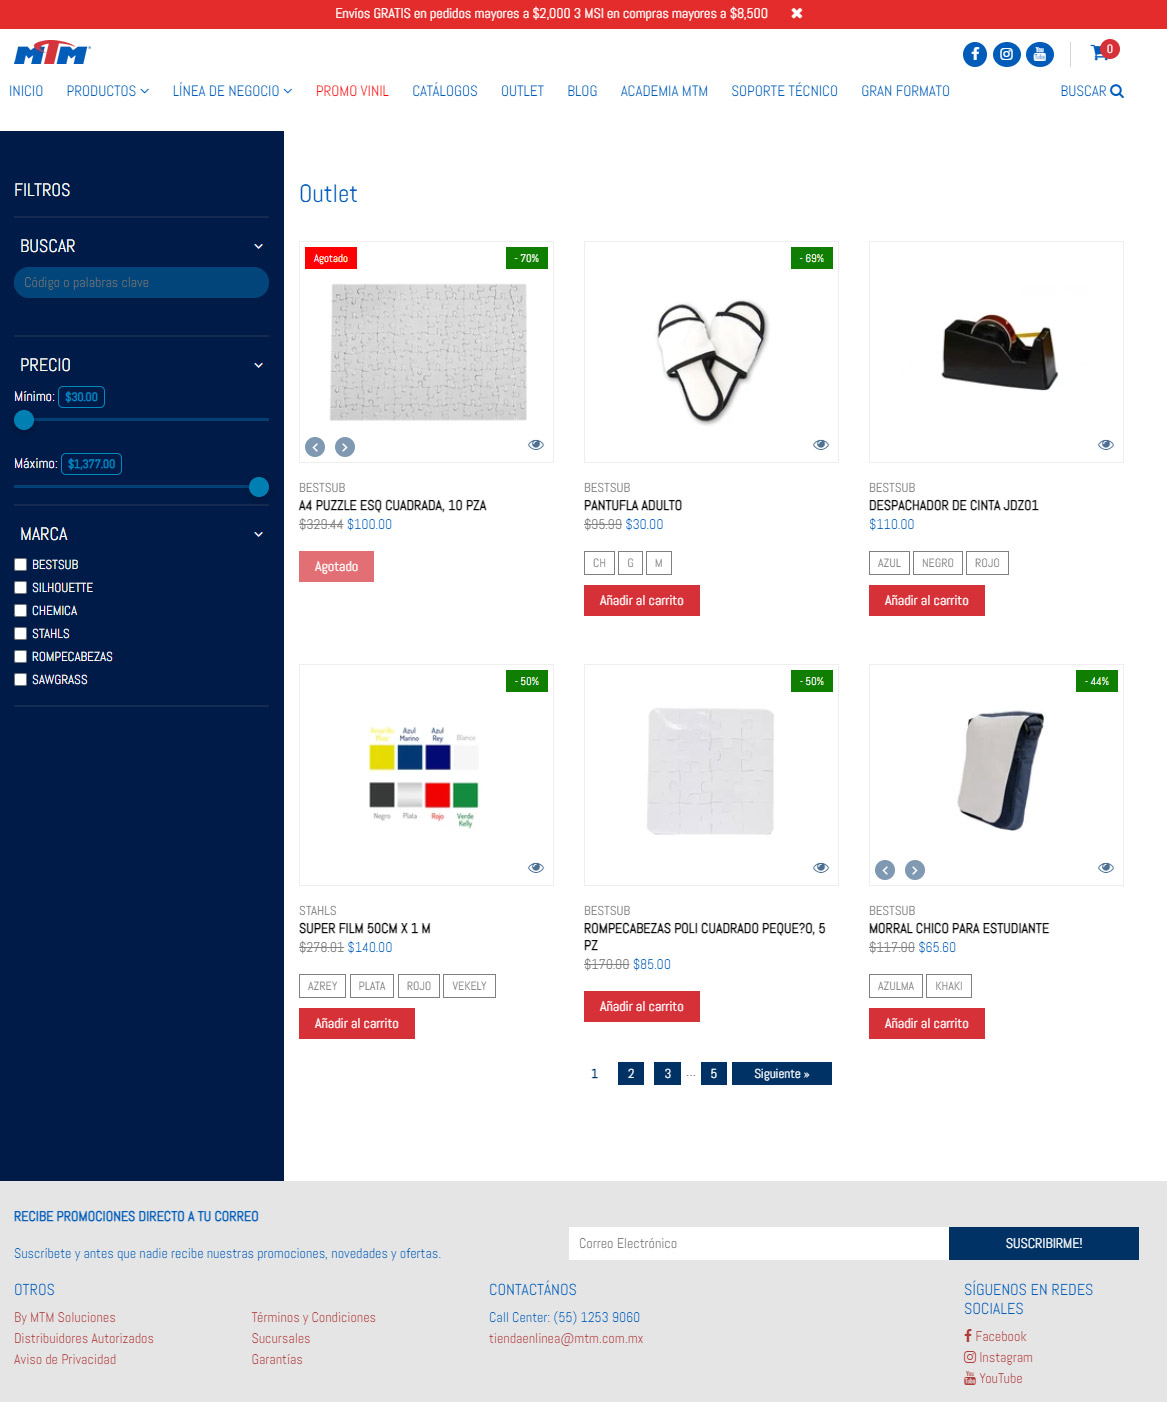 Envíos GRATIS en pedidos mayores a $2,000 3 MSI en compras mayores a $8,500
MTM
0
INICIO PRODUCTOS LÍNEA DE NEGOCIO PROMO VINIL CATÁLOGOS OUTLET BLOG ACADEMIA MTM SOPORTE TÉCNICO GRAN FORMATO BUSCAR
FILTROS
BUSCAR
Código o palabras clave
PRECIO
Mínimo: $30.00
Máximo: $1,377.00
MARCA
BESTSUB
SILHOUETTE
CHEMICA
STAHLS
ROMPECABEZAS
SAWGRASS
Outlet
Agotado
- 70%
BESTSUB
A4 PUZZLE ESQ CUADRADA, 10 PZA
$329.44 $100.00
Agotado
- 69%
BESTSUB
PANTUFLA ADULTO
$95.99 $30.00
CH G M
Añadir al carrito
BESTSUB
DESPACHADOR DE CINTA JDZ01
$110.00
AZUL NEGRO ROJO
Añadir al carrito
- 50%
Azul Marino
Azul Rey
Blanco
Negro
Plata
Rojo
Verde Kelly
STAHLS
SUPER FILM 50CM X 1 M
$278.01 $140.00
AZREY PLATA ROJO VEKELY
Añadir al carrito
- 50%
BESTSUB
ROMPECABEZAS POLI CUADRADO PEQUE?O, 5
PZ
$170.00 $85.00
Añadir al carrito
- 44%
BESTSUB
MORRAL CHICO PARA ESTUDIANTE
$117.00 $65.60
AZULMA KHAKI
Añadir al carrito
1 2 3 ... 5 Siguiente »
RECIBE PROMOCIONES DIRECTO A TU CORREO
Suscríbete y antes que nadie recibe nuestras promociones, novedades y ofertas.
Correo Electrónico
SUSCRIBIRME!
OTROS
By MTM Soluciones
Distribuidores Autorizados
Aviso de Privacidad
Términos y Condiciones
Sucursales
Garantías
CONTACTÁNOS
Call Center: (55) 1253 9060
tiendaenlinea@mtm.com.mx
SÍGUENOS EN REDES
SOCIALES
Facebook
Instagram
YouTube